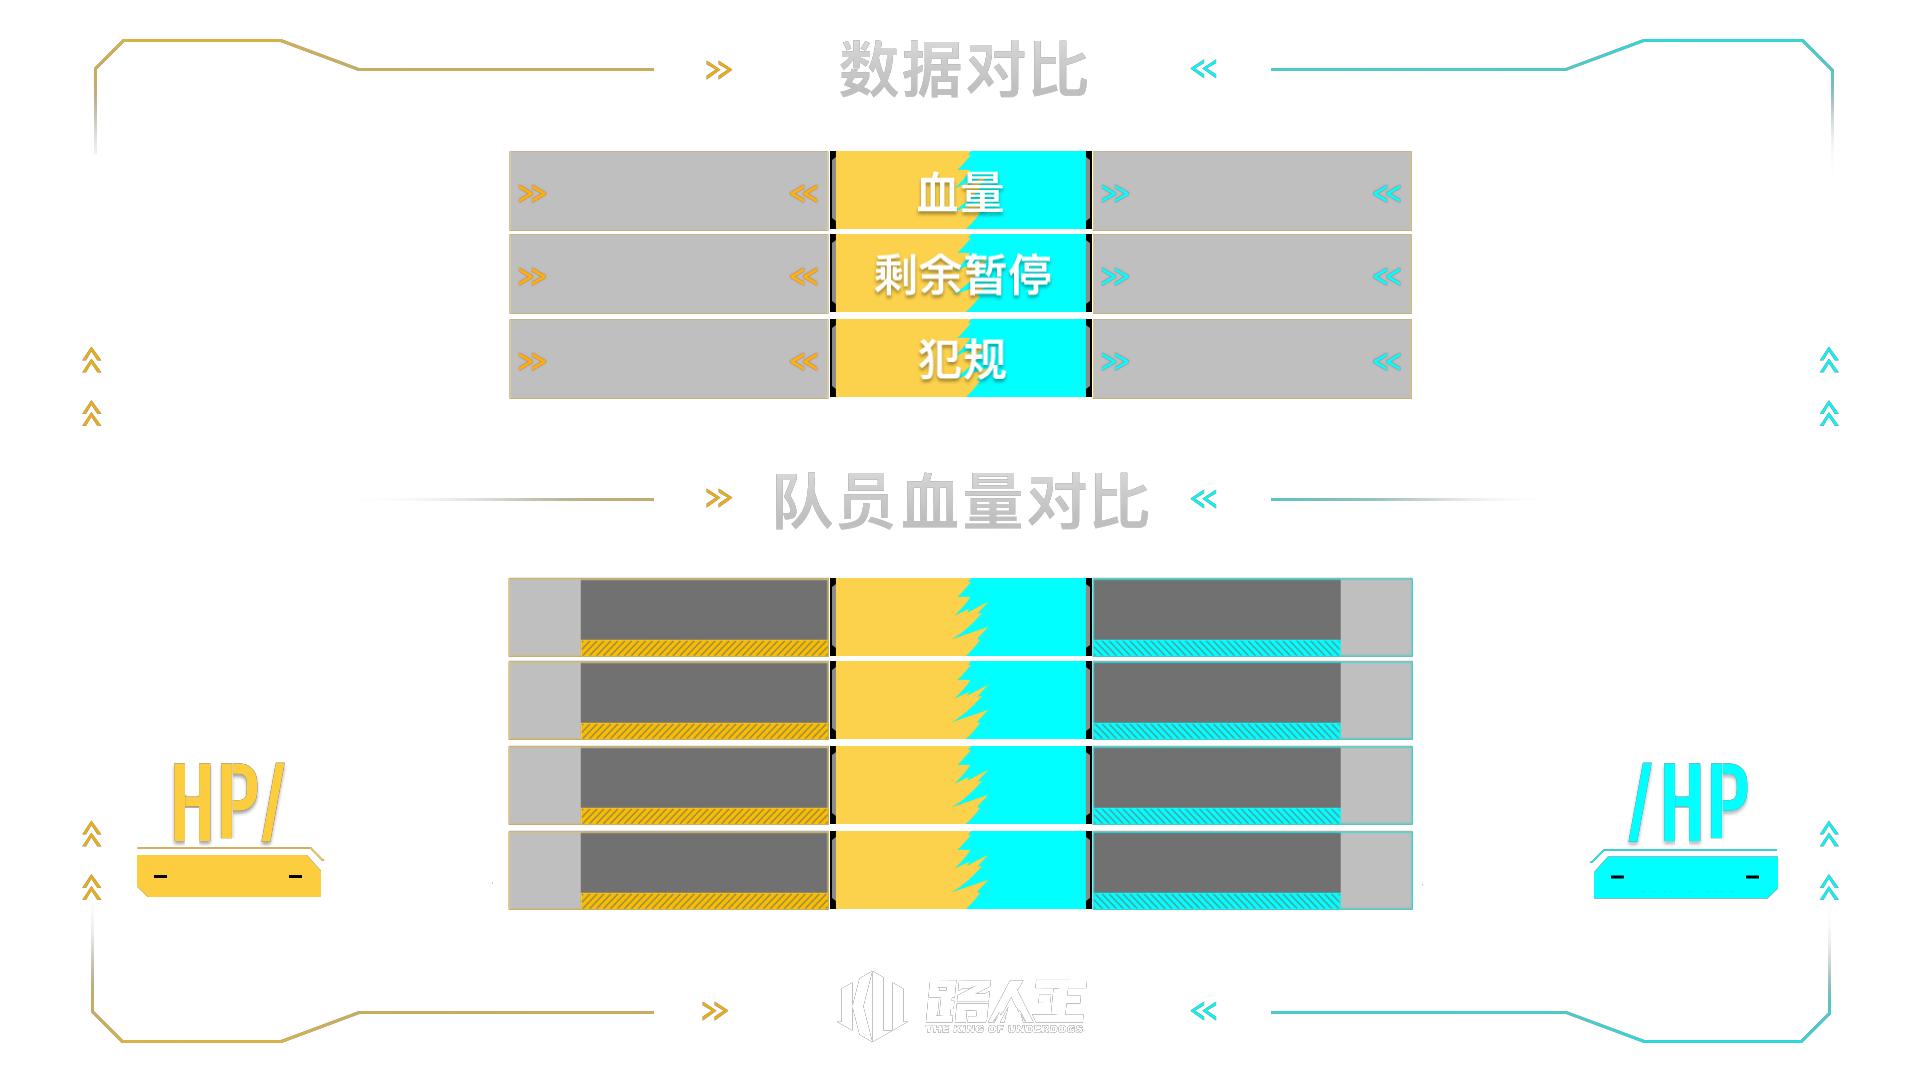 数据对比
血量
剩余暂停
犯规
队员血量对比
HP/
/HP
路人王
THE KING OF UNDERDOGS